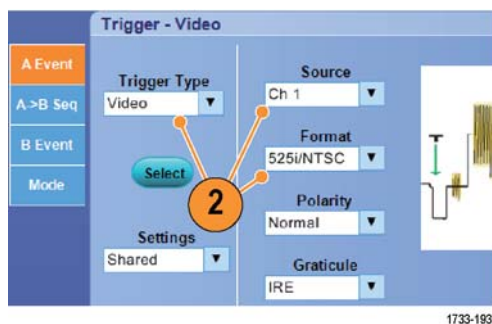 Trigger - Video
A Event
A->B Seq
B Event
Mode
Trigger Type
Video
Select
Settings
Shared
Source
Ch 1
Format
525i/NTSC
Polarity
Normal
Graticule
IRE
T
2
1733-193